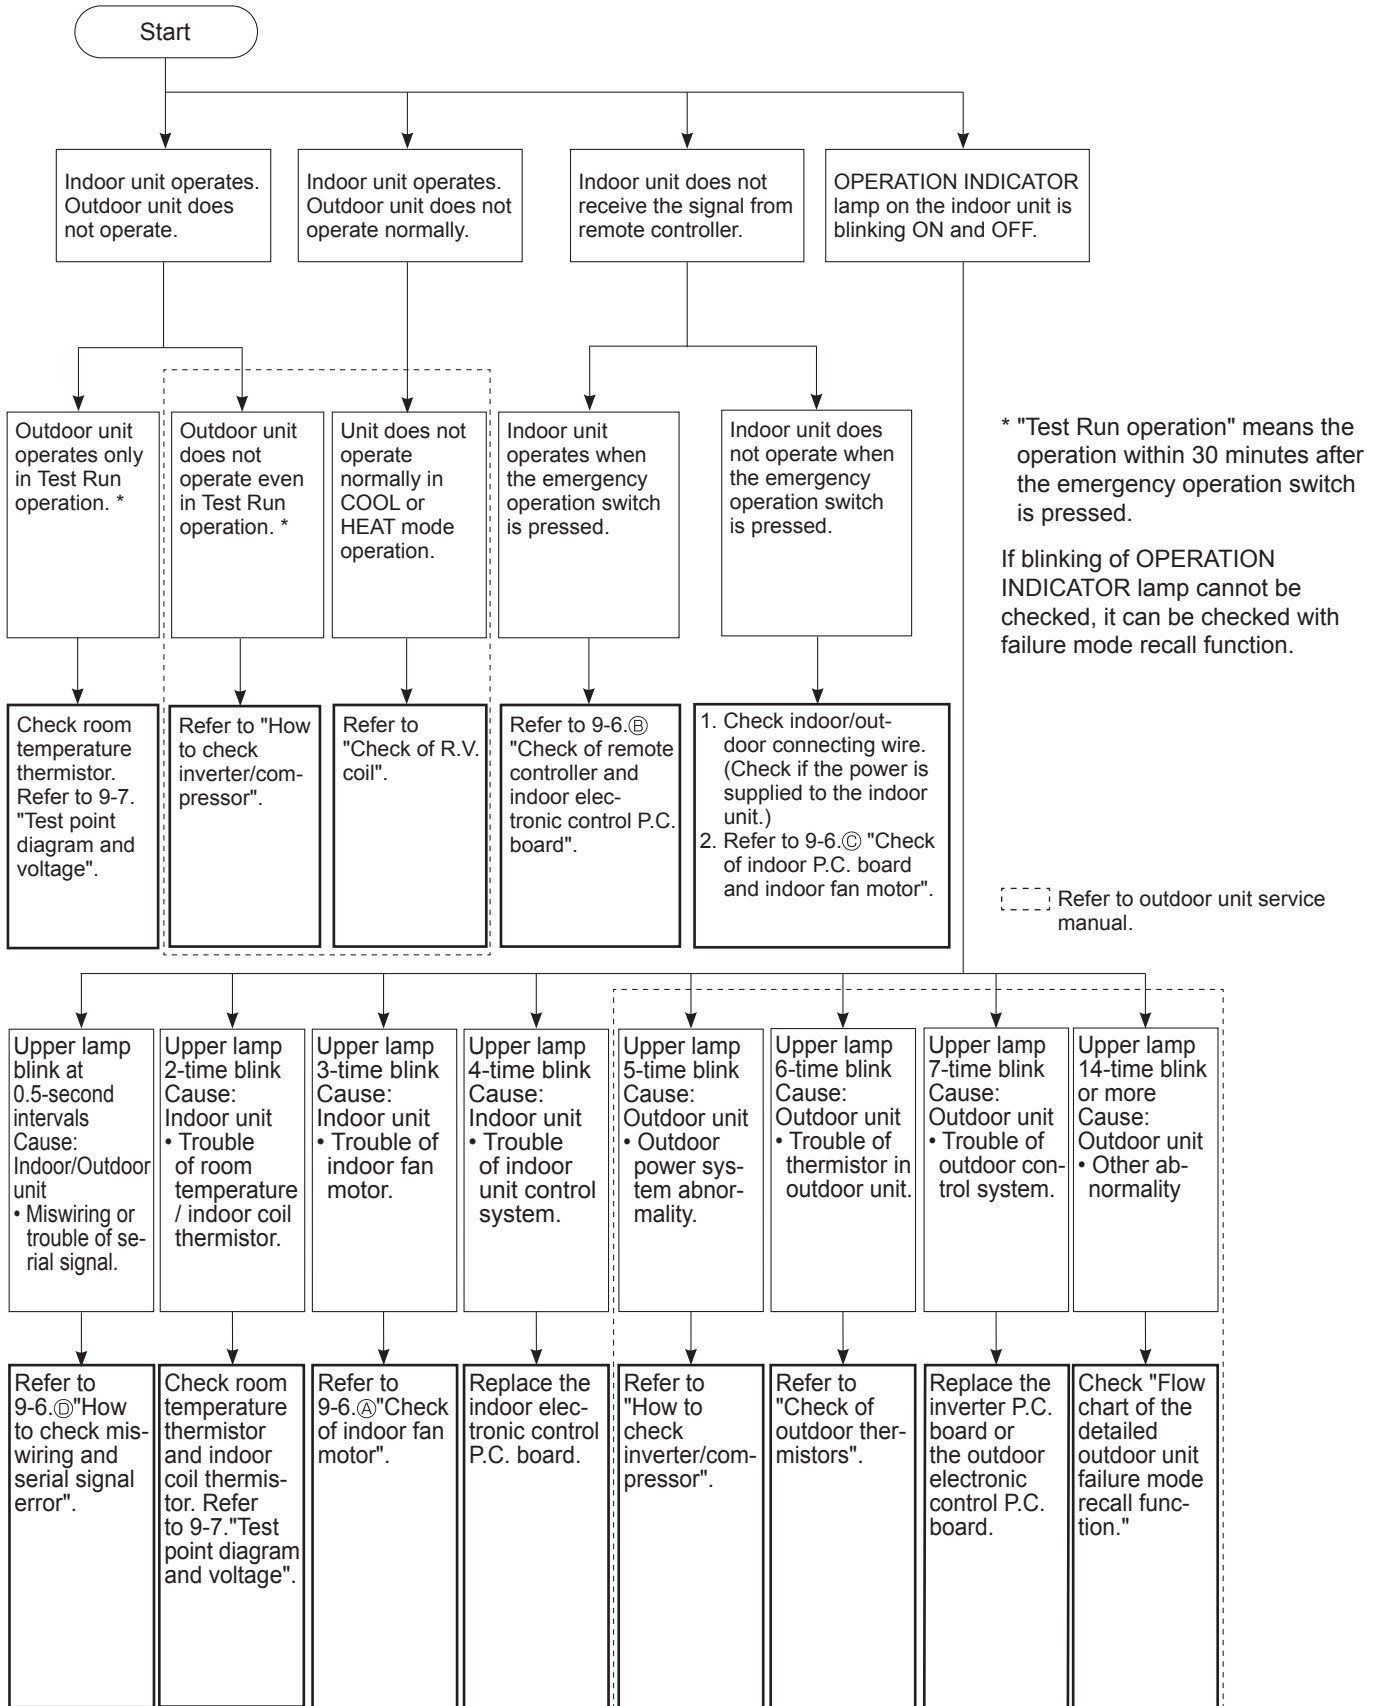 Start
Indoor unit operates.
Outdoor unit does
not operate.
Indoor unit operates.
Outdoor unit does not
operate normally.
Indoor unit does not
receive the signal from
remote controller.
OPERATION INDICATOR
lamp on the indoor unit is
blinking ON and OFF.
Outdoor unit
operates only
in Test Run
operation. *
Outdoor unit
does not
operate even
in Test Run
operation. *
Unit does not
operate
normally in
COOL or
HEAT mode
operation.
Indoor unit
operates when
the emergency
operation switch
is pressed.
Indoor unit does
not operate when
the emergency
operation switch
is pressed.
* "Test Run operation" means the
operation within 30 minutes after
the emergency operation switch
is pressed.
If blinking of OPERATION
INDICATOR lamp cannot be
checked, it can be checked with
failure mode recall function.
Check room
temperature
thermistor.
Refer to 9-7.
"Test point
diagram and
voltage".
Refer to "How
to check
inverter/com-
pressor".
Refer to
"Check of R.V.
coil".
Refer to 9-6.Ⓑ
"Check of remote
controller and
indoor elec-
tronic control P.C.
board".
1. Check indoor/out-
door connecting wire.
(Check if the power is
supplied to the indoor
unit.)
2. Refer to 9-6.Ⓒ "Check
of indoor P.C. board
and indoor fan motor".
Refer to outdoor unit service
manual.
Upper lamp
blink at
0.5-second
intervals
Cause:
Indoor/Outdoor
unit
• Miswiring or
trouble of se-
rial signal.
Upper lamp
2-time blink
Cause:
Indoor unit
• Trouble
of room
temperature
/ indoor coil
thermistor.
Upper lamp
3-time blink
Cause:
Indoor unit
• Trouble of
indoor fan
motor.
Upper lamp
4-time blink
Cause:
Indoor unit
• Trouble
of indoor
unit control
system.
Upper lamp
5-time blink
Cause:
Outdoor unit
• Outdoor
power sys-
tem abnor-
mality.
Upper lamp
6-time blink
Cause:
Outdoor unit
• Trouble of
thermistor in
outdoor unit.
Upper lamp
7-time blink
Cause:
Outdoor unit
• Trouble of
outdoor con-
trol system.
Upper lamp
14-time blink
or more
Cause:
Outdoor unit
• Other ab-
normality
Refer to
9-6.Ⓓ"How
to check mis-
wiring and
serial signal
error".
Check room
temperature
thermistor
and indoor
coil thermis-
tor. Refer
to 9-7."Test
point diagram
and voltage".
Refer to
9-6.Ⓐ"Check
of indoor fan
motor".
Replace the
indoor elec-
tronic control
P.C. board.
Refer to
"How to
check
inverter/com-
pressor".
Refer to
"Check of
outdoor ther-
mistors".
Replace the
inverter P.C.
board or
the outdoor
electronic
control P.C.
board.
Check "Flow
chart of the
detailed
outdoor unit
failure mode
recall func-
tion."